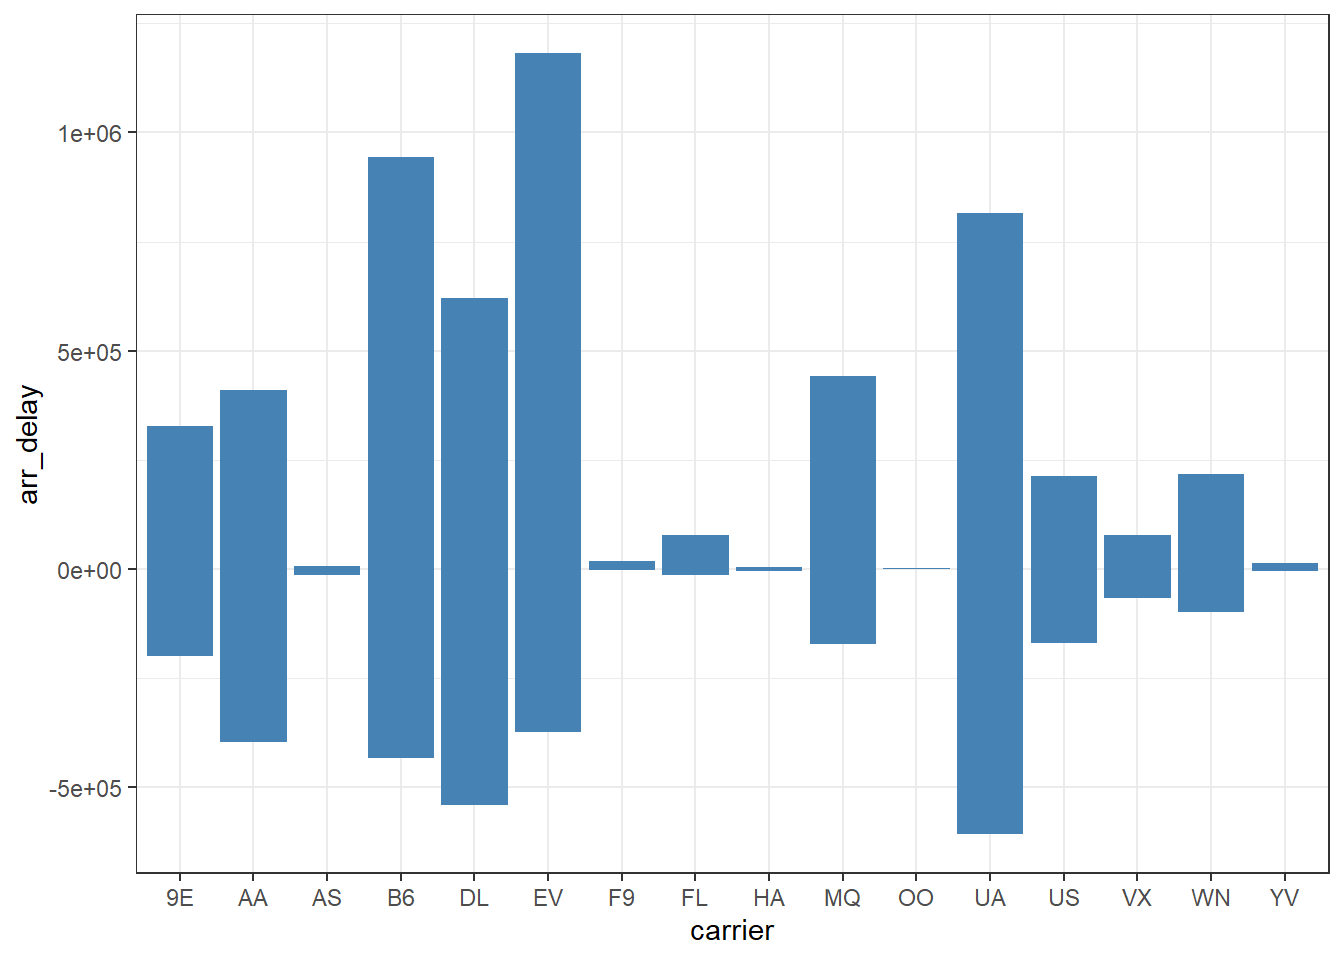 1e+06
5e+05
0e+00
-5e+05
arr_delay
9E AA AS B6 DL EV F9 FL HA MQ OO UA US VX WN YV
carrier